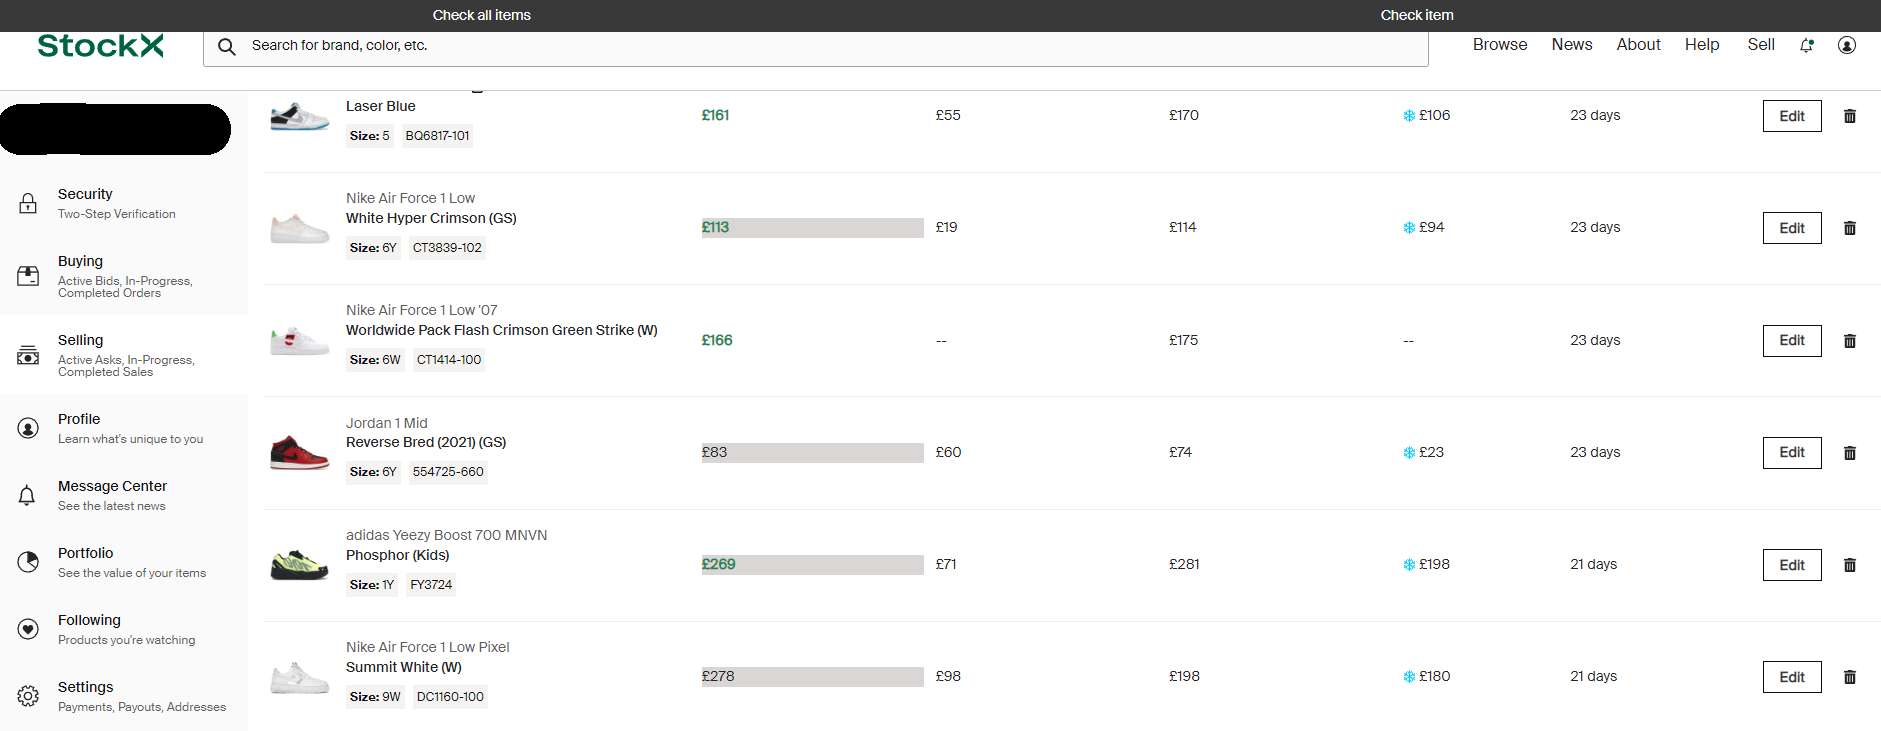 Check all items
Check item
StockX
Search for brand, color, etc.
Browse
News
About
Help
Sell
Security
Two-Step Verification
Buying
Active Bids, In-Progress,
Completed Orders
Selling
Active Asks, In-Progress,
Completed Sales
Profile
Learn what's unique to you
Message Center
See the latest news
Portfolio
See the value of your items
Following
Products you're watching
Settings
Payments, Payouts, Addresses
Laser Blue
Size: 5 BQ6817-101
£161 £55 £170 £106 23 days Edit
Nike Air Force 1 Low
White Hyper Crimson (GS)
Size: 6Y CT3839-102
£113 £19 £114 £94 23 days Edit
Nike Air Force 1 Low '07
Worldwide Pack Flash Crimson Green Strike (W)
Size: 6W CT1414-100
£166 -- £175 -- 23 days Edit
Jordan 1 Mid
Reverse Bred (2021) (GS)
Size: 6Y 554725-660
£83 £60 £74 £23 23 days Edit
adidas Yeezy Boost 700 MNVN
Phosphor (Kids)
Size: 1Y FY3724
£269 £71 £281 £198 21 days Edit
Nike Air Force 1 Low Pixel
Summit White (W)
Size: 9W DC1160-100
£278 £98 £198 £180 21 days Edit